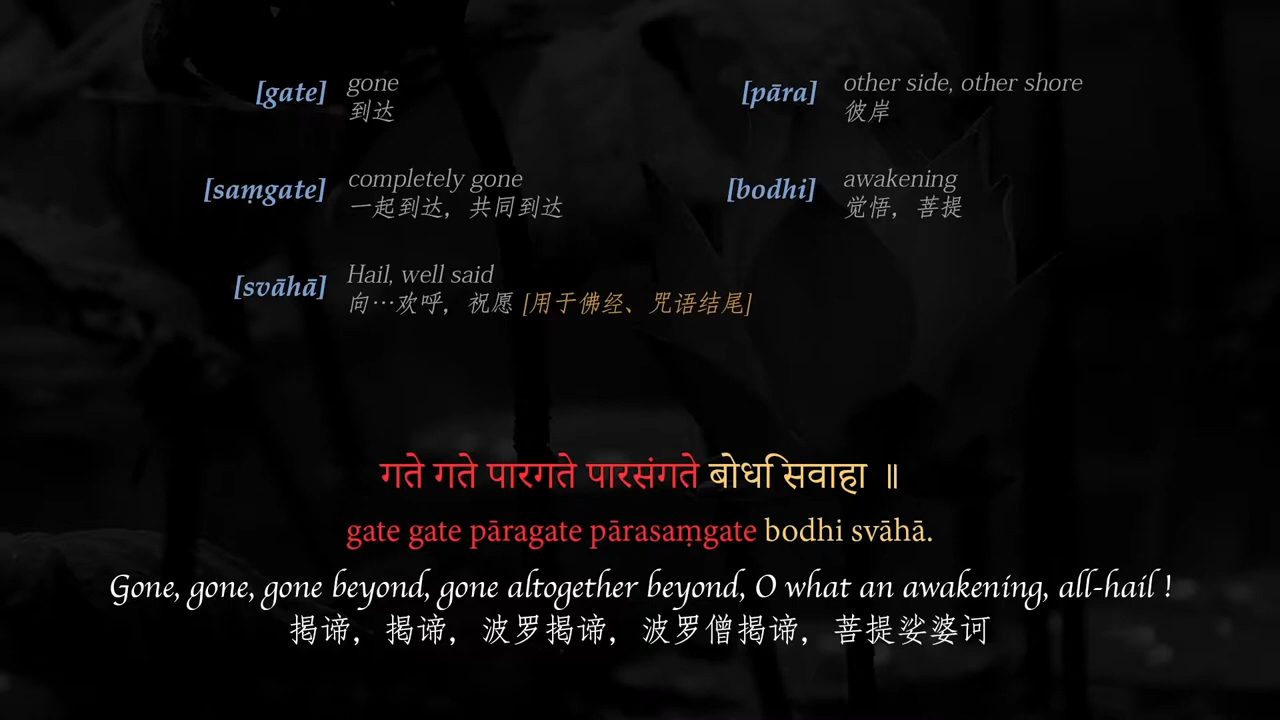 [gate] gone
到达
[pāra] other side, other shore
彼岸
[saṃgate] completely gone
一起到达，共同到达
[bodhi] awakening
觉悟，菩提
[svāhā] Hail, well said
向…欢呼，祝愿 [用于佛经、咒语结尾]
गते गते पारगते पारसंगते बोधि सवाहा ॥
gate gate pāragate pārasaṃgate bodhi svāhā.
Gone, gone, gone beyond, gone altogether beyond, O what an awakening, all-hail !
揭谛，揭谛，波罗揭谛，波罗僧揭谛，菩提娑婆诃